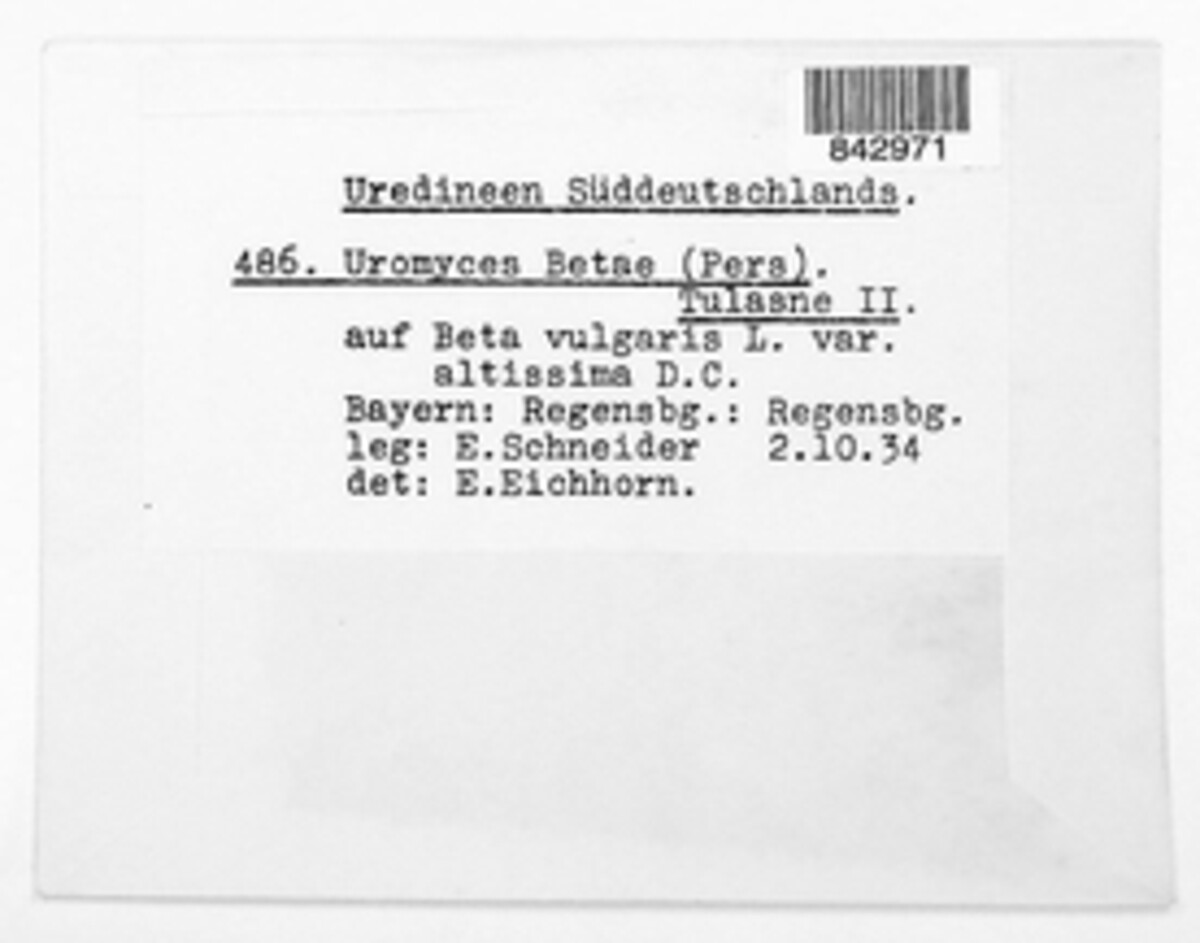 842971
Uredineen Süddeutschlands.
486. Uromyces Betae (Pers).
Tulasne II.
auf Beta vulgaris L. var.
altissima D.C.
Bayern: Regensbg.: Regensbg.
leg: E.Schneider 2.10.34
det: E.Eichhorn.